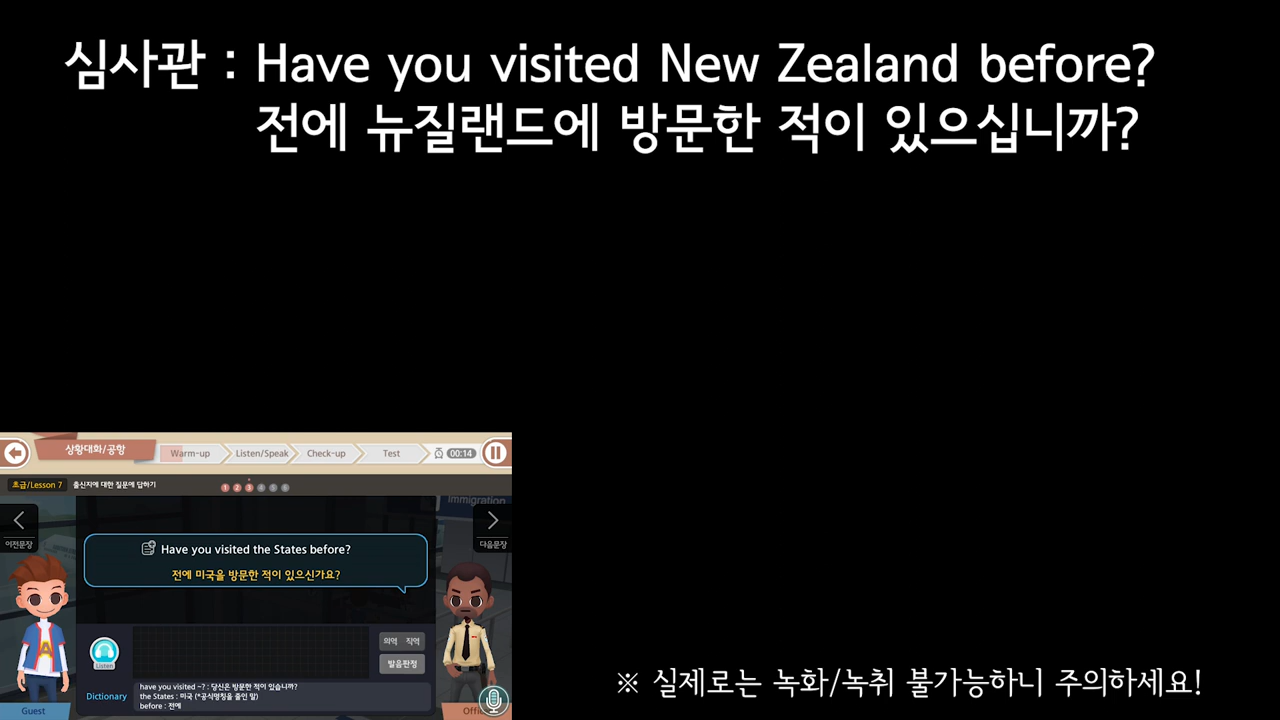 심사관 : Have you visited New Zealand before?
전에 뉴질랜드에 방문한 적이 있으십니까?
상황대화/공항
Warm-up
Listen/Speak
Check-up
Test
00:14
초급/Lesson 7
출신지에 대한 질문에 답하기
1 2 3 4 5 6
Immigration
이전문장
다음문장
Have you visited the States before?
전에 미국을 방문한 적이 있으신가요?
A
Listen
의역 직역
발음판정
Dictionary
have you visited ~? : 당신은 방문한 적이 있습니까?
the States : 미국 (*공식명칭을 줄인 말)
before : 전에
Guest
Offi
※ 실제로는 녹화/녹취 불가능하니 주의하세요!